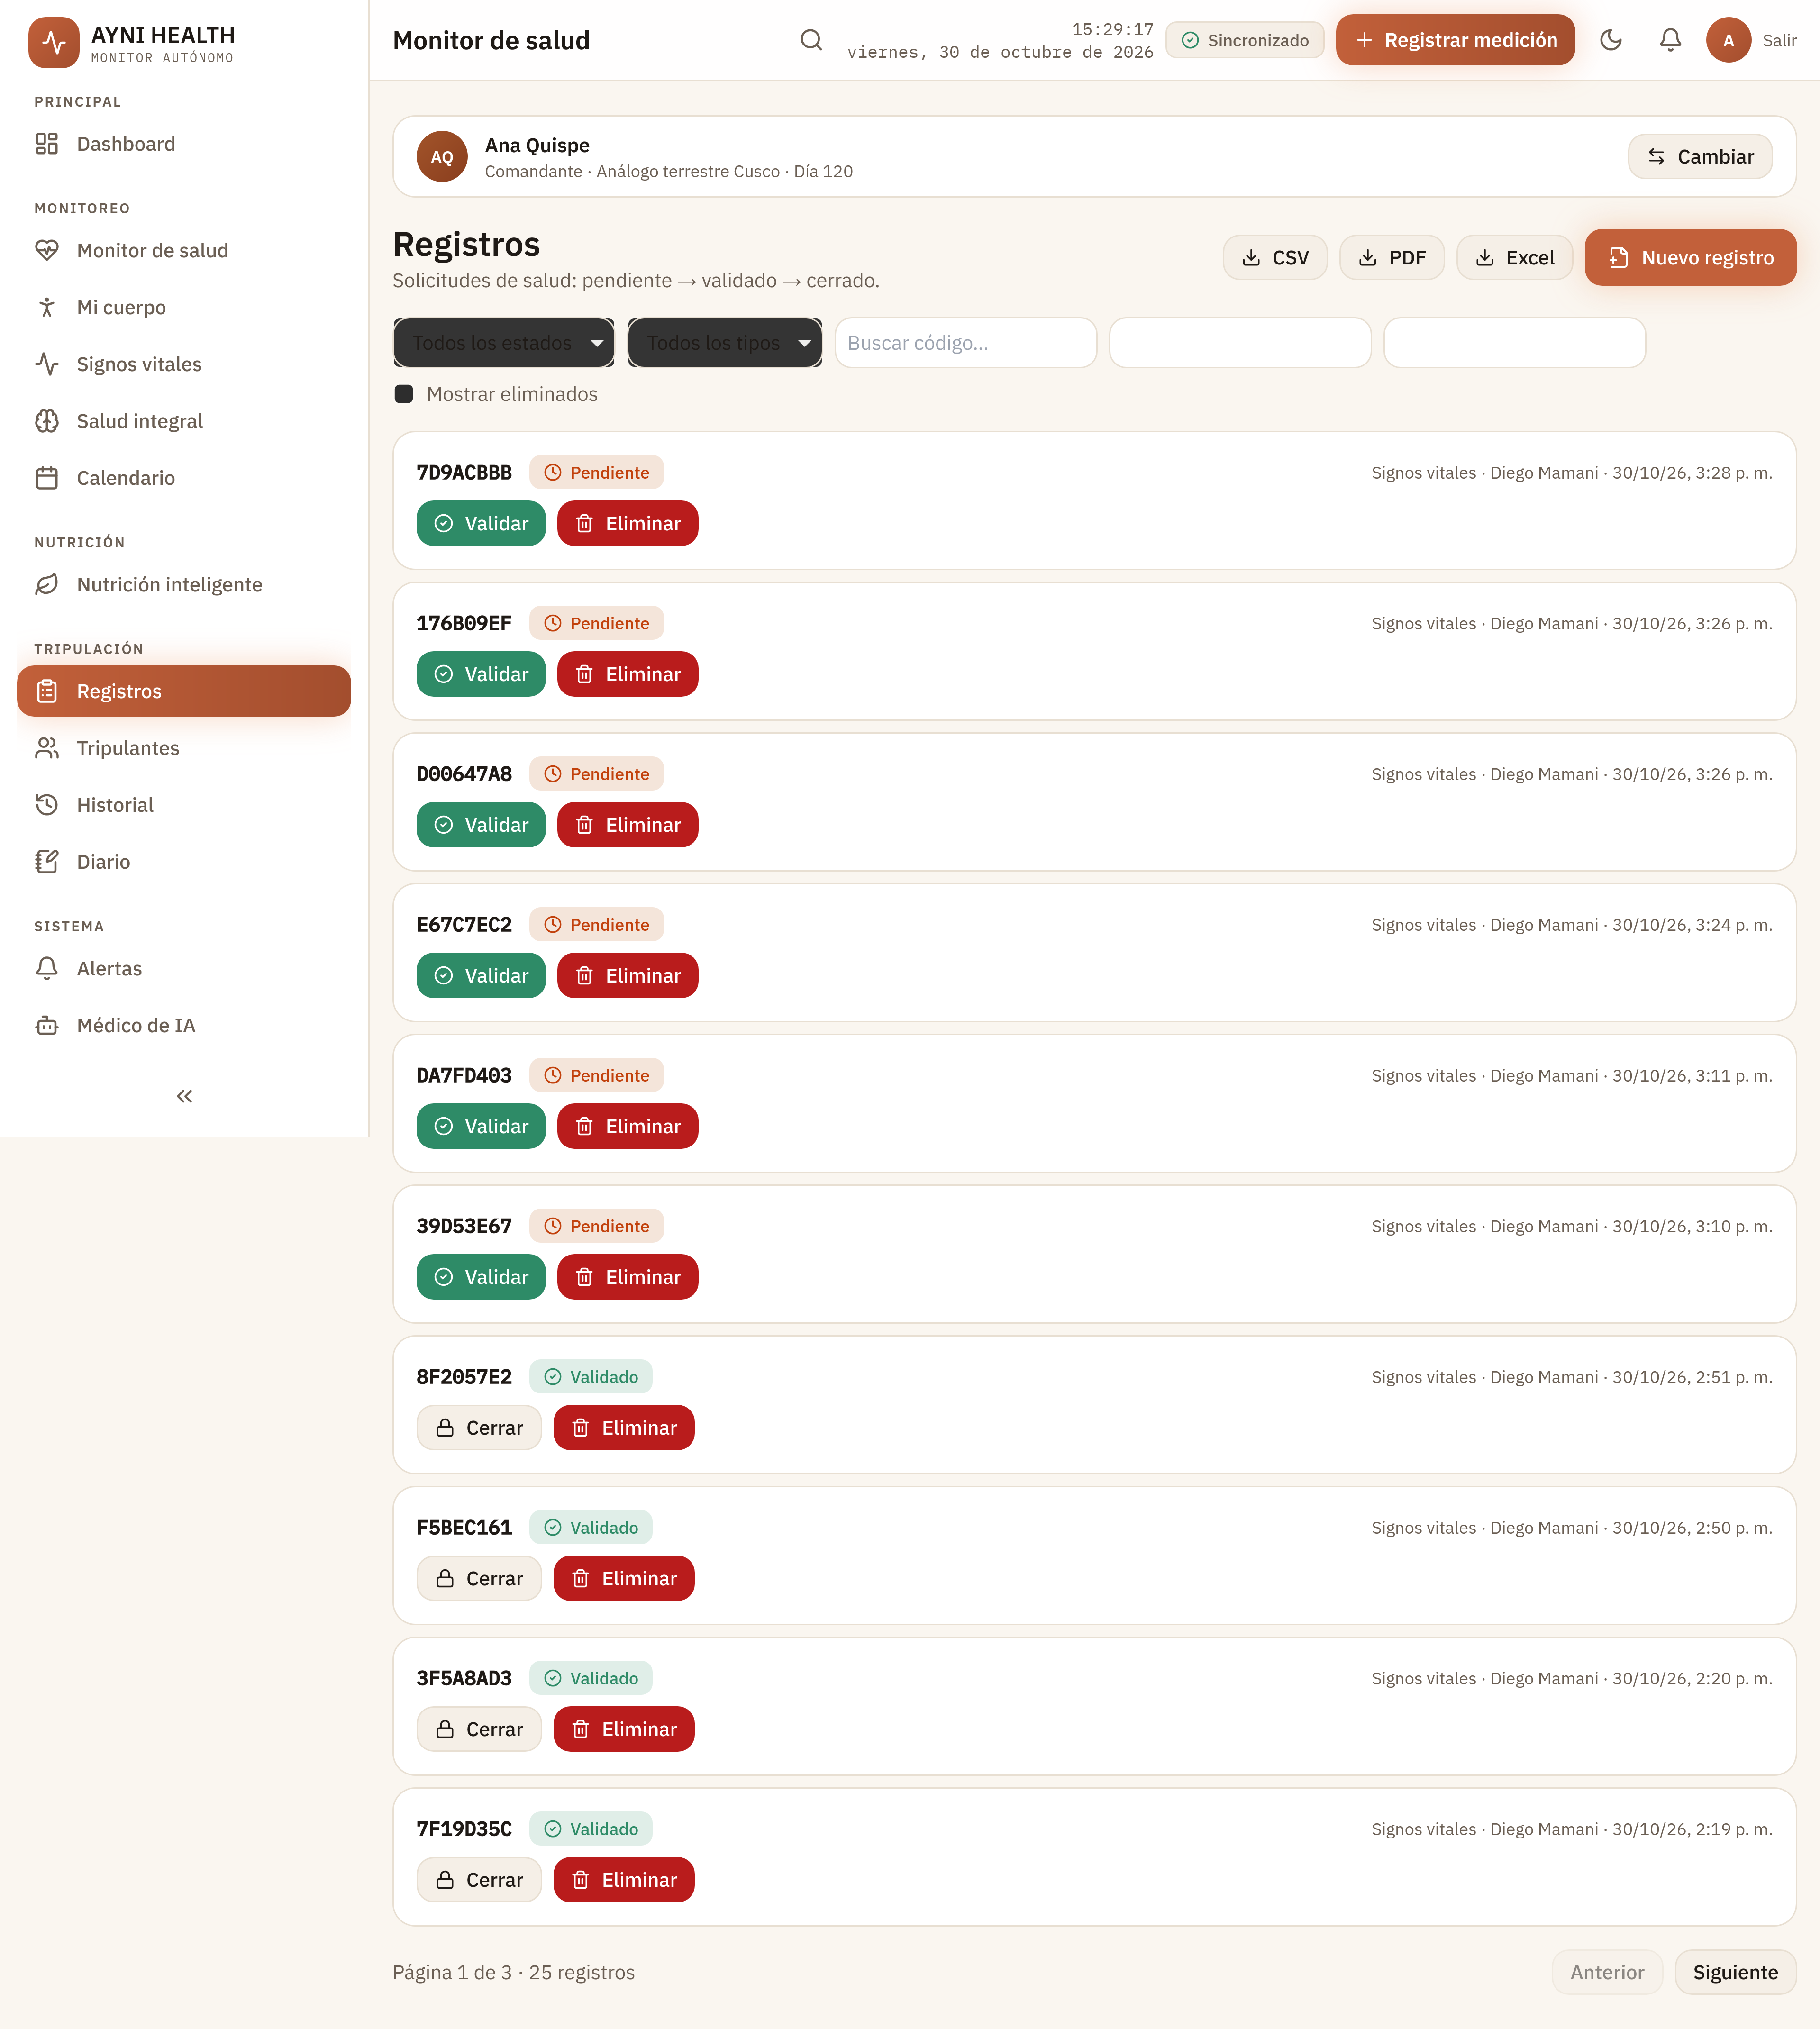 AYNI HEALTH
MONITOR AUTÓNOMO
PRINCIPAL
Dashboard
MONITOREO
Monitor de salud
Mi cuerpo
Signos vitales
Salud integral
Calendario
NUTRICIÓN
Nutrición inteligente
TRIPULACIÓN
Registros
Tripulantes
Historial
Diario
SISTEMA
Alertas
Médico de IA
Monitor de salud
15:29:17
viernes, 30 de octubre de 2026
Sincronizado
Registrar medición
A
Salir
AQ
Ana Quispe
Comandante · Análogo terrestre Cusco · Día 120
Cambiar
Registros
Solicitudes de salud: pendiente → validado → cerrado.
CSV
PDF
Excel
Nuevo registro
Todos los estados
Todos los tipos
Buscar código...
Mostrar eliminados
7D9ACBBB Pendiente Signos vitales · Diego Mamani · 30/10/26, 3:28 p. m.
Validar Eliminar
176B09EF Pendiente Signos vitales · Diego Mamani · 30/10/26, 3:26 p. m.
Validar Eliminar
D00647A8 Pendiente Signos vitales · Diego Mamani · 30/10/26, 3:26 p. m.
Validar Eliminar
E67C7EC2 Pendiente Signos vitales · Diego Mamani · 30/10/26, 3:24 p. m.
Validar Eliminar
DA7FD403 Pendiente Signos vitales · Diego Mamani · 30/10/26, 3:11 p. m.
Validar Eliminar
39D53E67 Pendiente Signos vitales · Diego Mamani · 30/10/26, 3:10 p. m.
Validar Eliminar
8F2057E2 Validado Signos vitales · Diego Mamani · 30/10/26, 2:51 p. m.
Cerrar Eliminar
F5BEC161 Validado Signos vitales · Diego Mamani · 30/10/26, 2:50 p. m.
Cerrar Eliminar
3F5A8AD3 Validado Signos vitales · Diego Mamani · 30/10/26, 2:20 p. m.
Cerrar Eliminar
7F19D35C Validado Signos vitales · Diego Mamani · 30/10/26, 2:19 p. m.
Cerrar Eliminar
Página 1 de 3 · 25 registros
Anterior
Siguiente